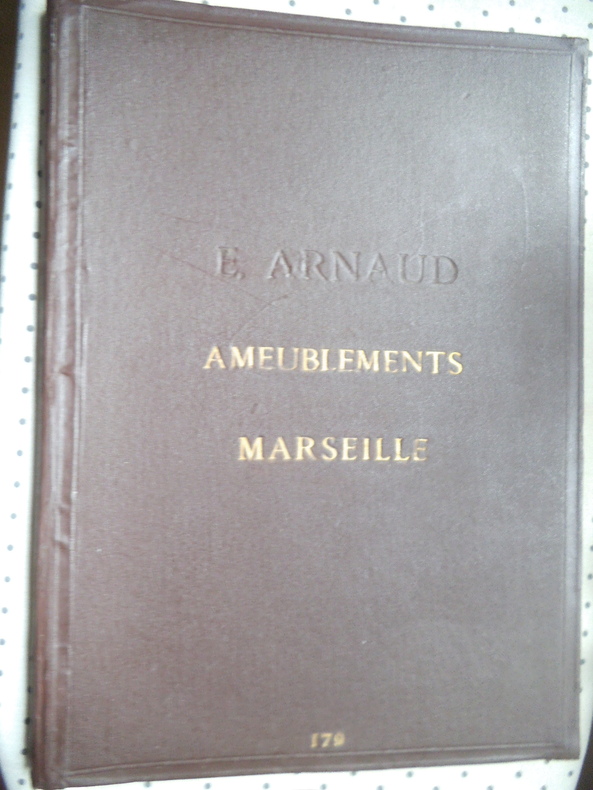 E. ARNAUD
AMEUBLEMENTS
MARSEILLE
179